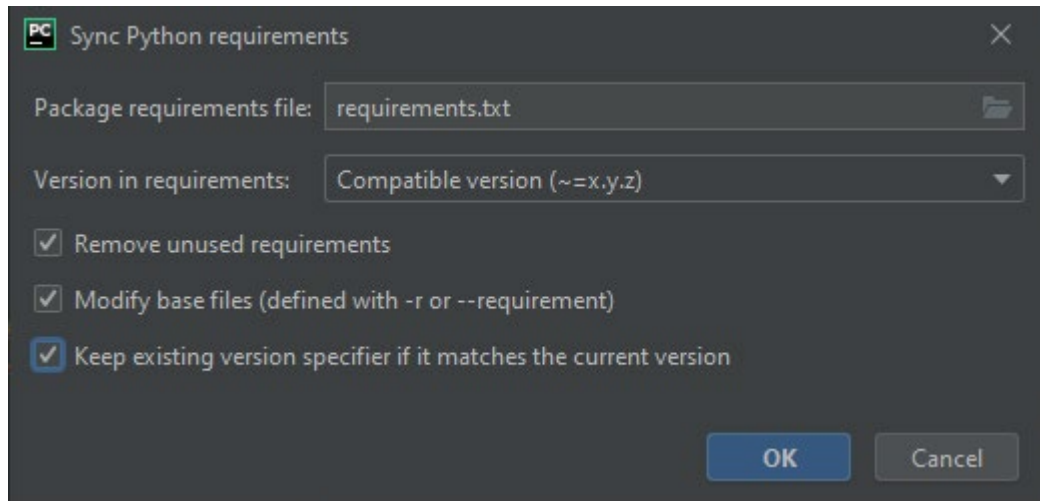 PC Sync Python requirements
Package requirements file: requirements.txt
Version in requirements: Compatible version (~=x.y.z)
Remove unused requirements
Modify base files (defined with -r or --requirement)
Keep existing version specifier if it matches the current version
OK Cancel